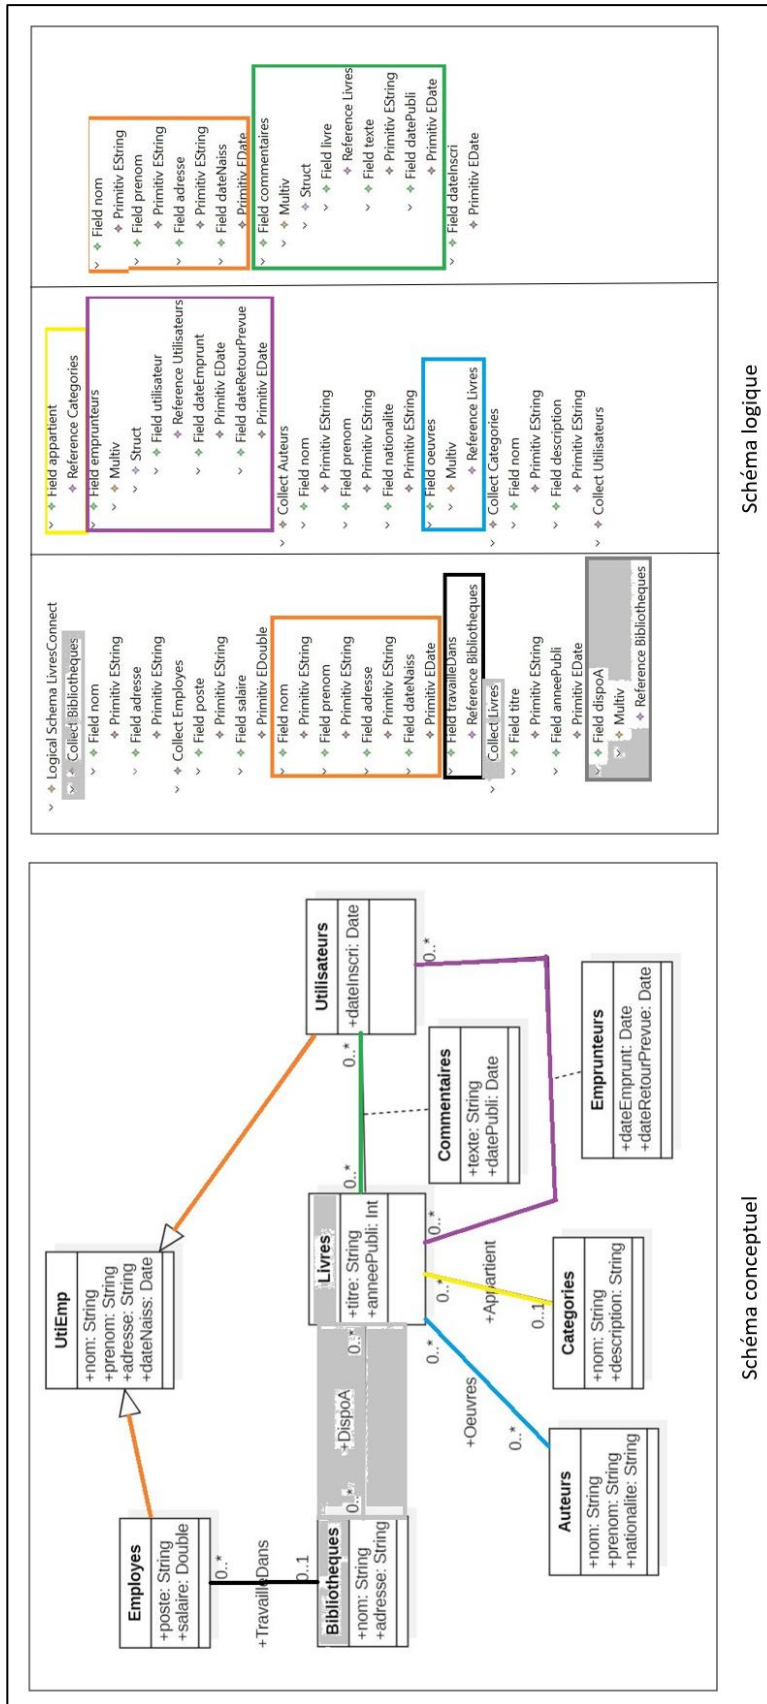 UtiEmp
+nom: String
+prenom: String
+adresse: String
+dateNaiss: Date
Employes
+poste: String
+salaire: Double
0..*
+TravailleDans
0..1
Bibliotheques
+nom: String
+adresse: String
0..*
+DispoA
0..*
Livres
+titre: String
+anneePubli: Int
0..*
0..*
Utilisateurs
+dateInscri: Date
0..*
Commentaires
+texte: String
+datePubli: Date
0..*
Emprunteurs
+dateEmprunt: Date
+dateRetourPrevue: Date
0..*
+Appartient
0..1
Categories
+nom: String
+description: String
0..*
+Oeuvres
0..*
Auteurs
+nom: String
+prenom: String
+nationalite: String
Schéma conceptuel
Logical Schema LivresConnect
Collect Bibliotheques
Field nom
Primitiv EString
Field adresse
Primitiv EString
Collect Employes
Field poste
Primitiv EString
Field salaire
Primitiv EDouble
Field nom
Primitiv EString
Field prenom
Primitiv EString
Field adresse
Primitiv EString
Field dateNaiss
Primitiv EDate
Field travailleDans
Reference Bibliotheques
Collect Livres
Field titre
Primitiv EString
Field anneePubli
Primitiv EDate
Field dispoA
Multiv
Reference Bibliotheques
Field appartient
Reference Categories
Field emprunteurs
Multiv
Struct
Field utilisateur
Reference Utilisateurs
Field dateEmprunt
Primitiv EDate
Field dateRetourPrevue
Primitiv EDate
Collect Auteurs
Field nom
Primitiv EString
Field prenom
Primitiv EString
Field nationalite
Primitiv EString
Field oeuvres
Multiv
Reference Livres
Collect Categories
Field nom
Primitiv EString
Field description
Primitiv EString
Collect Utilisateurs
Field nom
Primitiv EString
Field prenom
Primitiv EString
Field adresse
Primitiv EString
Field dateNaiss
Primitiv EDate
Field commentaires
Multiv
Struct
Field livre
Reference Livres
Field texte
Primitiv EString
Field datePubli
Primitiv EDate
Field dateInscri
Primitiv EDate
Schéma logique